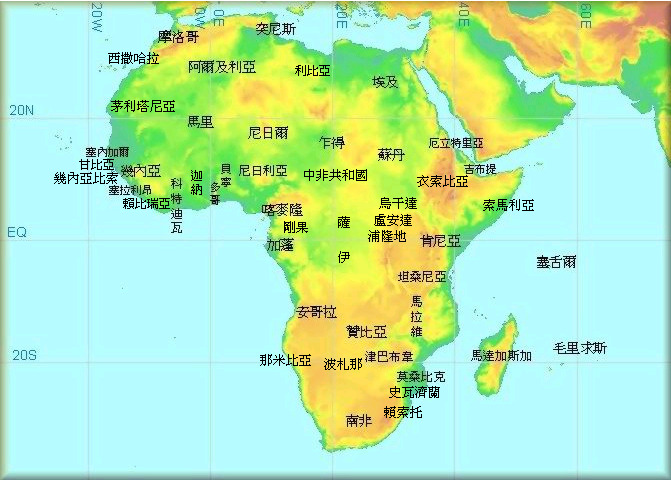 20W
0W
0E
20E
40E
60E
突尼斯
摩洛哥
西撒哈拉
阿爾及利亞
利比亞
埃及
20N
茅利塔尼亞
馬里
尼日爾
乍得
蘇丹
厄立特里亞
塞內加爾
甘比亞
幾內亞
幾內亞比索
塞拉利昂
賴比瑞亞
科特迪瓦
迦納
多哥
貝寧
尼日利亞
中非共和國
衣索比亞
吉布提
索馬利亞
喀麥隆
剛果
加蓬
薩伊
烏干達
盧安達
浦隆地
肯尼亞
EQ
塞舌爾
坦桑尼亞
安哥拉
馬拉維
贊比亞
20S
那米比亞
波札那
津巴布韋
莫桑比克
馬達加斯加
毛里求斯
史瓦濟蘭
賴索托
南非